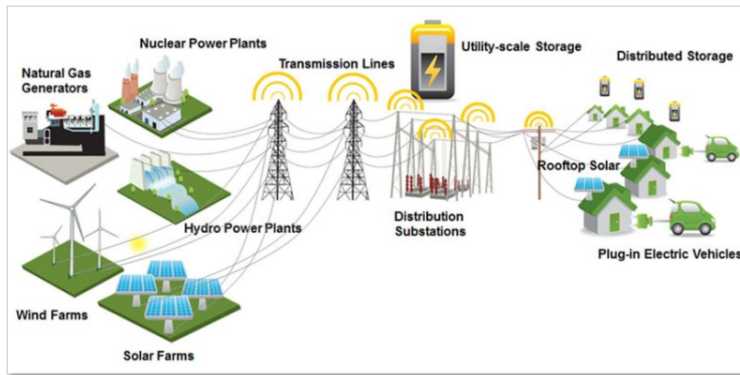 Nuclear Power Plants
Transmission Lines
Utility-scale Storage
Distributed Storage
Natural Gas
Generators
Rooftop Solar
Hydro Power Plants
Distribution
Substations
Plug-in Electric Vehicles
Wind Farms
Solar Farms